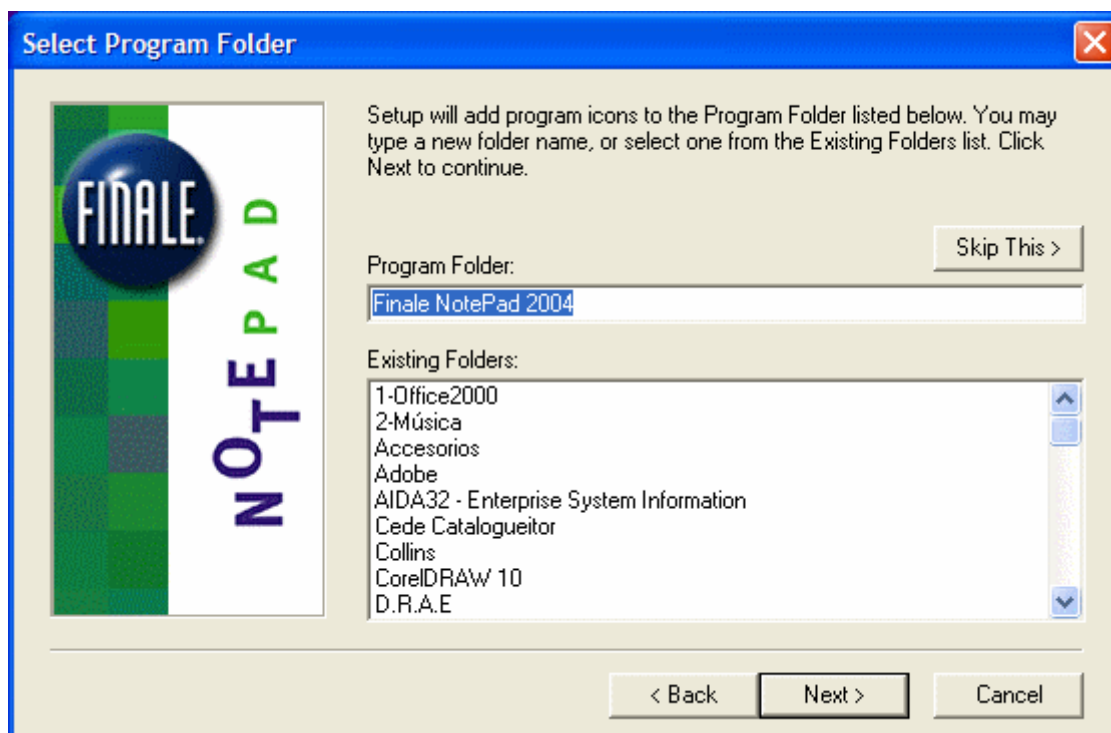 Select Program Folder
FINALE®
NOTEPAD
Setup will add program icons to the Program Folder listed below. You may
type a new folder name, or select one from the Existing Folders list. Click
Next to continue.
Skip This >
Program Folder:
Finale NotePad 2004
Existing Folders:
1-Office2000
2-Música
Accesorios
Adobe
AIDA32 - Enterprise System Information
Cede Catalogueitor
Collins
CorelDRAW 10
D.R.A.E
< Back
Next >
Cancel